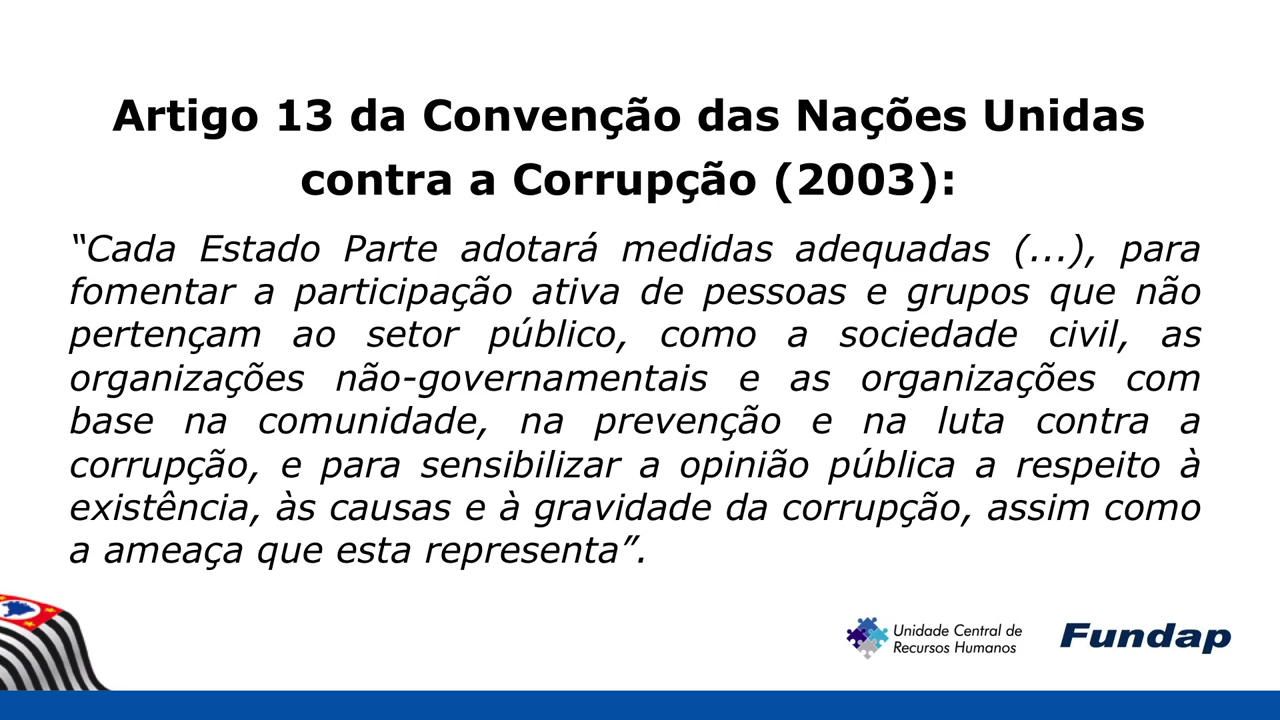 Artigo 13 da Convenção das Nações Unidas
contra a Corrupção (2003):
“Cada Estado Parte adotará medidas adequadas (...), para
fomentar a participação ativa de pessoas e grupos que não
pertençam ao setor público, como a sociedade civil, as
organizações não-governamentais e as organizações com
base na comunidade, na prevenção e na luta contra a
corrupção, e para sensibilizar a opinião pública a respeito à
existência, às causas e à gravidade da corrupção, assim como
a ameaça que esta representa”.
Unidade Central de
Recursos Humanos
Fundap